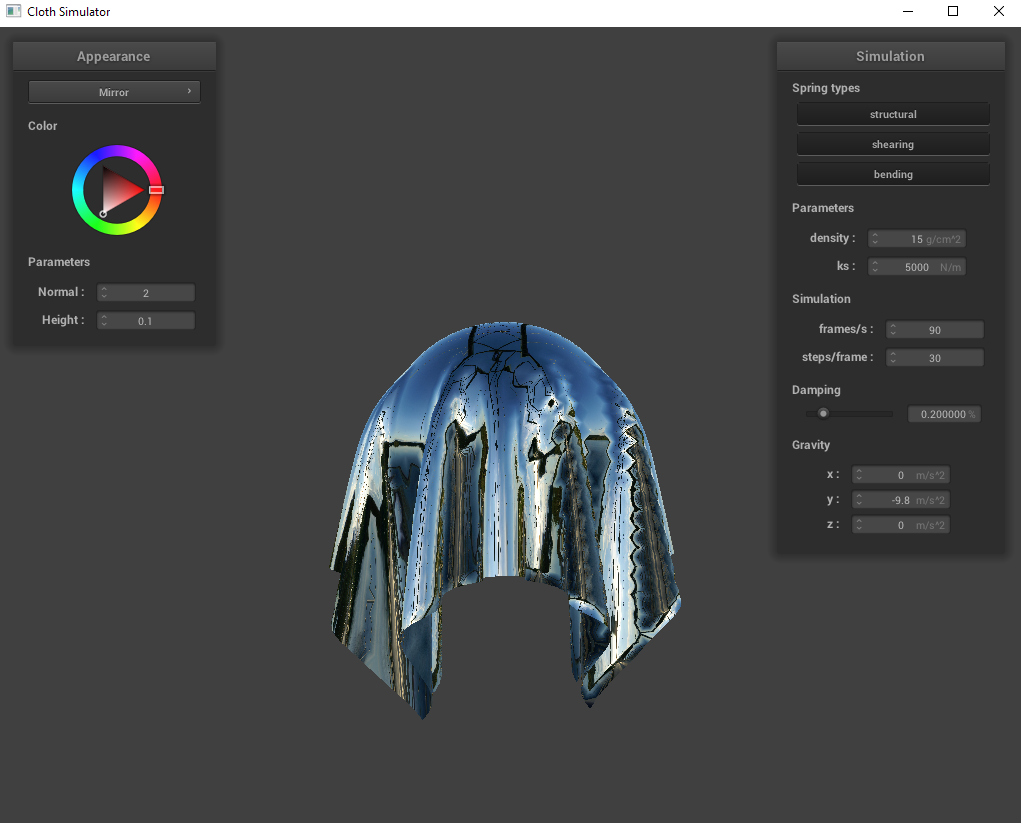 Cloth Simulator
Appearance
Mirror
Color
Parameters
Normal : 2
Height : 0.1
Simulation
Spring types
structural
shearing
bending
Parameters
density : 15 g/cm^2
ks : 5000 N/m
Simulation
frames/s : 90
steps/frame : 30
Damping
0.200000 %
Gravity
x : 0 m/s^2
y : -9.8 m/s^2
z : 0 m/s^2